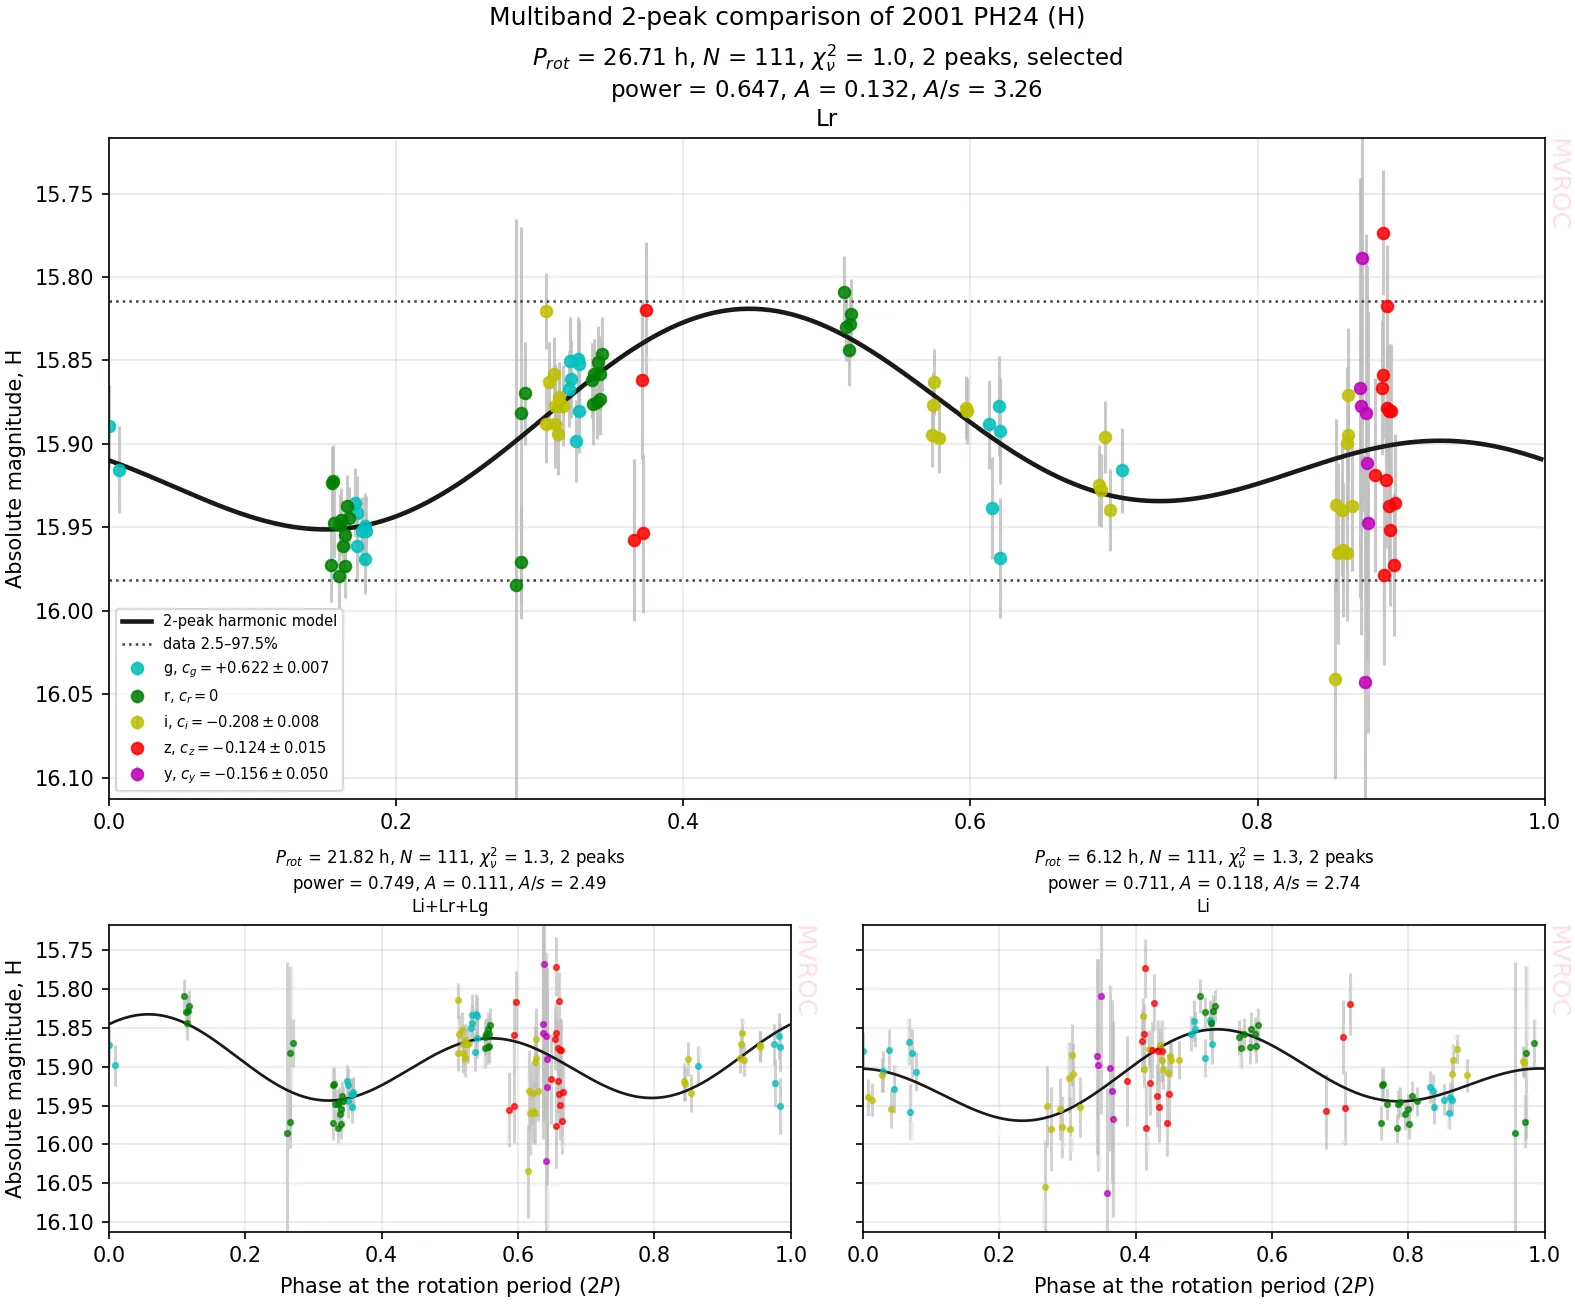 Multiband 2-peak comparison of 2001 PH24 (H)
P_rot = 26.71 h, N = 111, χ²_ν = 1.0, 2 peaks, selected
power = 0.647, A = 0.132, A/s = 3.26
Lr
MVROC
Absolute magnitude, H
15.75
15.80
15.85
15.90
15.95
16.00
16.05
16.10
2-peak harmonic model
data 2.5–97.5%
g, c_g = +0.622 ± 0.007
r, c_r = 0
i, c_i = −0.208 ± 0.008
z, c_z = −0.124 ± 0.015
y, c_y = −0.156 ± 0.050
0.0 0.2 0.4 0.6 0.8 1.0
P_rot = 21.82 h, N = 111, χ²_ν = 1.3, 2 peaks
power = 0.749, A = 0.111, A/s = 2.49
Li+Lr+Lg
MVROC
Absolute magnitude, H
15.75
15.80
15.85
15.90
15.95
16.00
16.05
16.10
0.0 0.2 0.4 0.6 0.8 1.0
Phase at the rotation period (2P)
P_rot = 6.12 h, N = 111, χ²_ν = 1.3, 2 peaks
power = 0.711, A = 0.118, A/s = 2.74
Li
MVROC
0.0 0.2 0.4 0.6 0.8 1.0
Phase at the rotation period (2P)